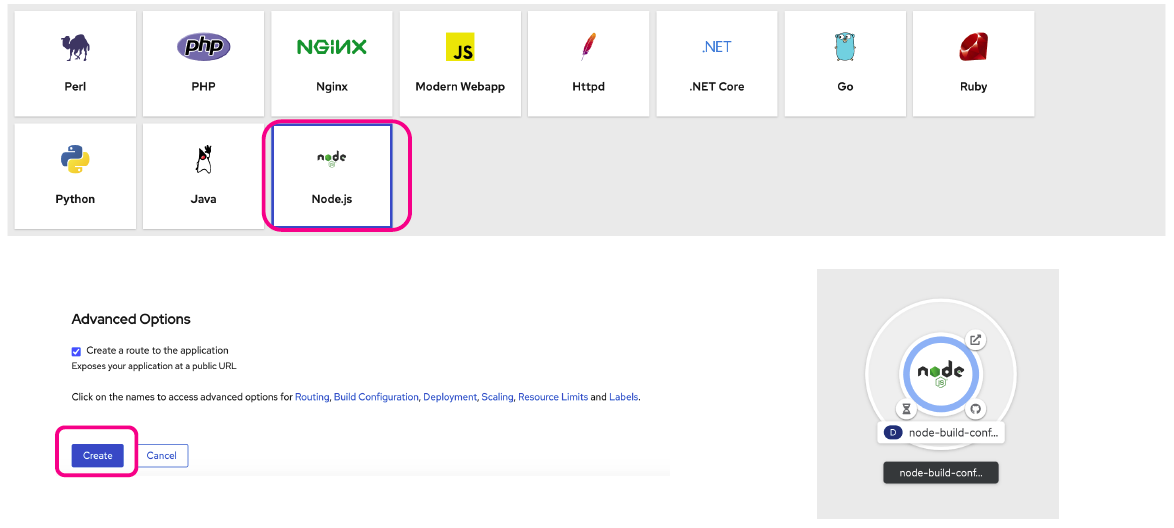 php
NGINX
JS
.NET
Perl
PHP
Nginx
Modern Webapp
Httpd
.NET Core
Go
Ruby
node
JS
Python
Java
Node.js
Advanced Options
Create a route to the application
Exposes your application at a public URL
Click on the names to access advanced options for Routing, Build Configuration, Deployment, Scaling, Resource Limits and Labels.
Create
Cancel
node
JS
D node-build-conf...
node-build-conf...